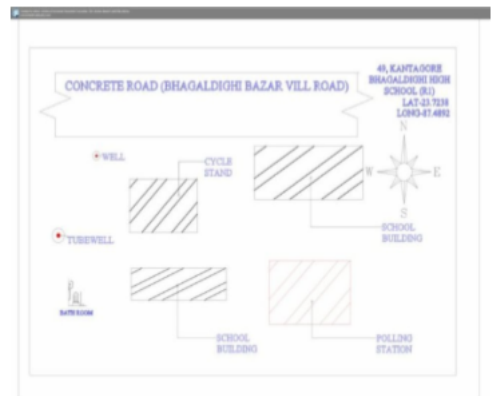 49, KANTAGORE
BHAGALDIGHI HIGH
SCHOOL (R.1)
LAT-23.7238
LONG-87.4892
CONCRETE ROAD (BHAGALDIGHI BAZAR VILL ROAD)
N
W
E
S
WELL
CYCLE
STAND
SCHOOL
BUILDING
TUBEWELL
BATH ROOM
SCHOOL
BUILDING
POLLING
STATION